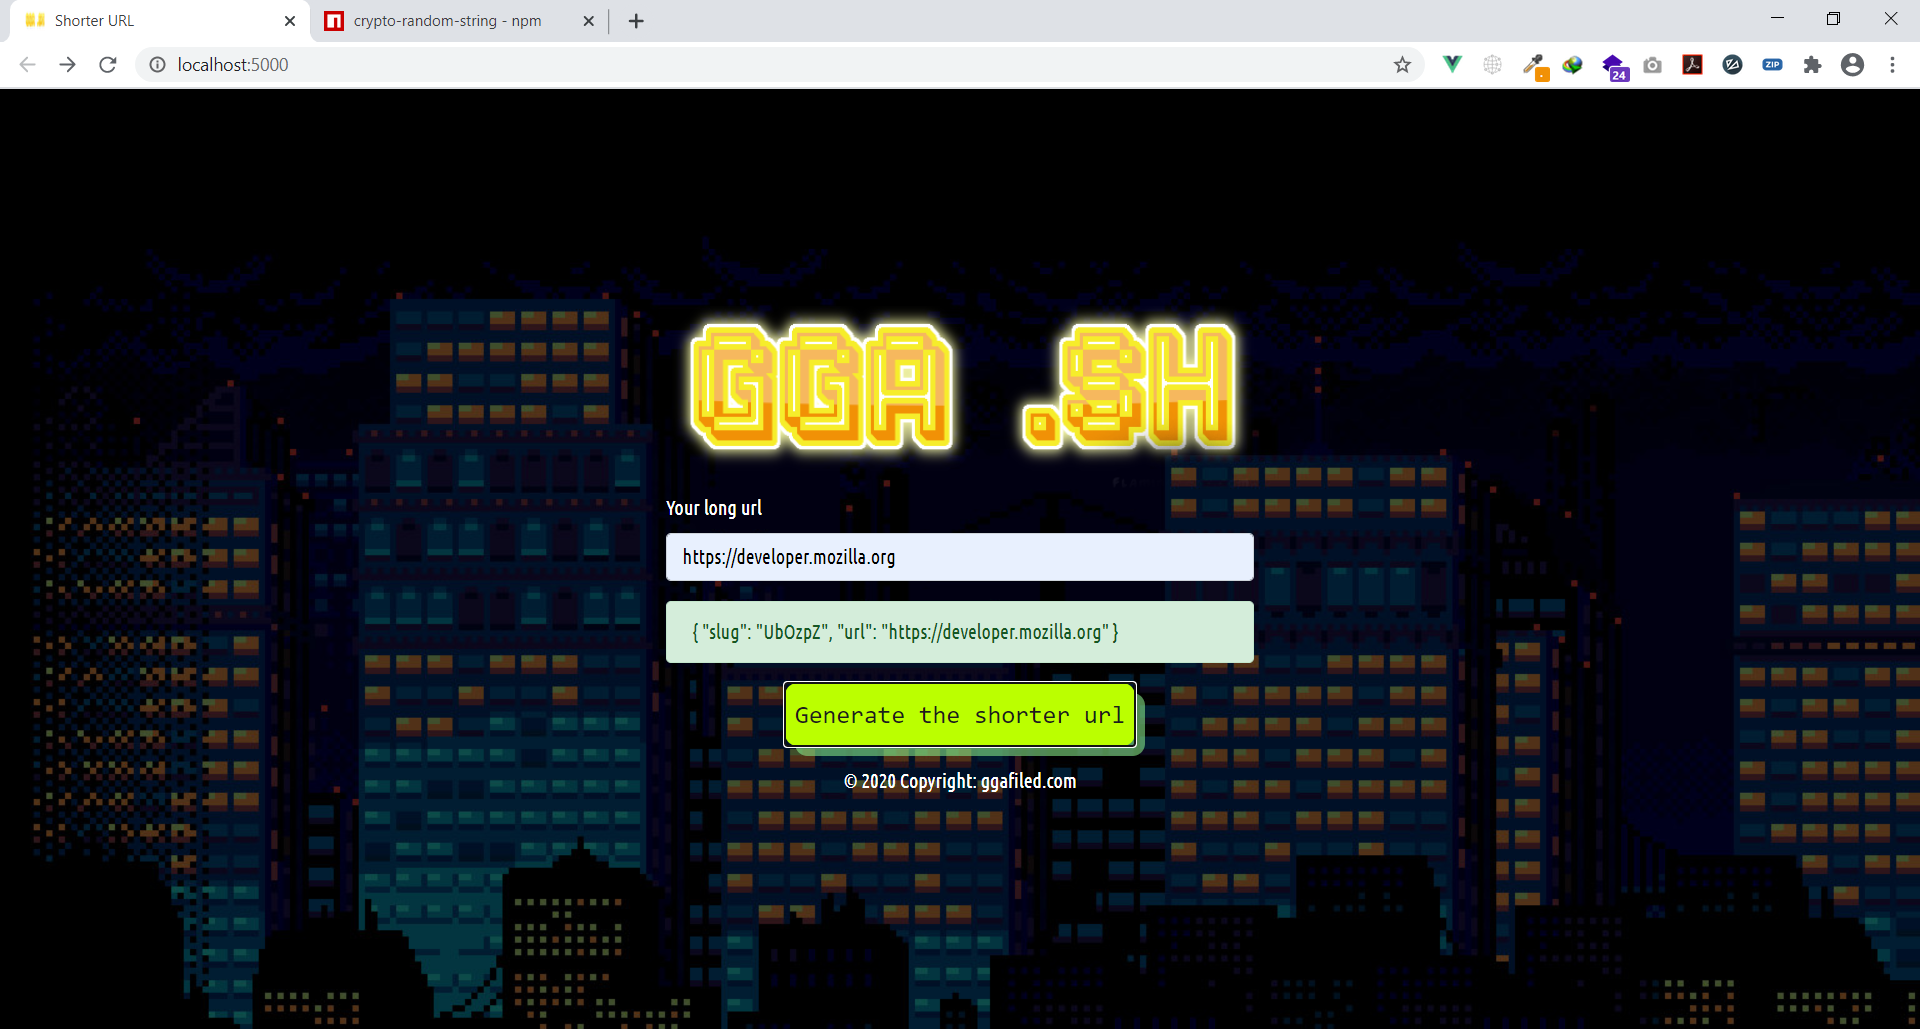 Shorter URL
crypto-random-string - npm
localhost:5000
24
ZIP
GGA .SH
Your long url
https://developer.mozilla.org
{ "slug": "UbOzpZ", "url": "https://developer.mozilla.org" }
Generate the shorter url
© 2020 Copyright: ggafiled.com